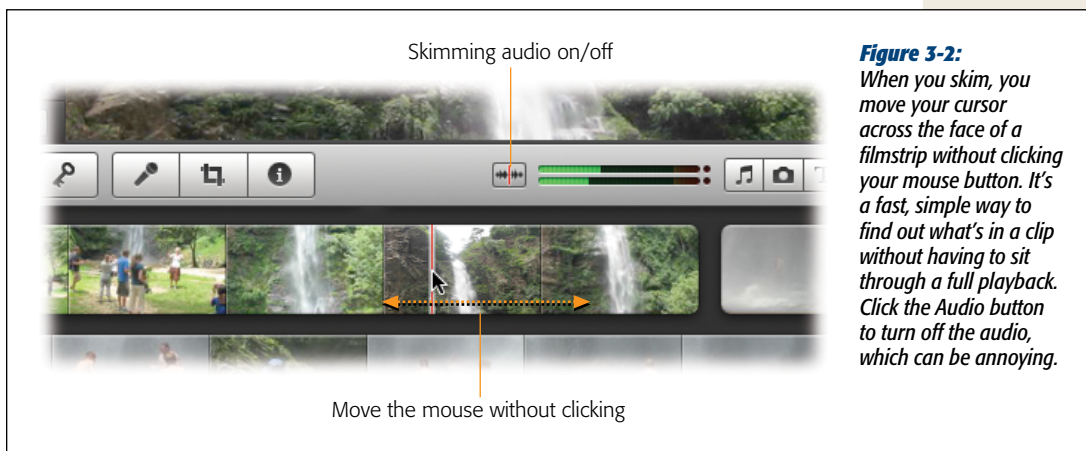 Skimming audio on/off
Move the mouse without clicking
Figure 3-2:
When you skim, you
move your cursor
across the face of a
filmstrip without clicking
your mouse button. It's
a fast, simple way to
find out what's in a clip
without having to sit
through a full playback.
Click the Audio button
to turn off the audio,
which can be annoying.